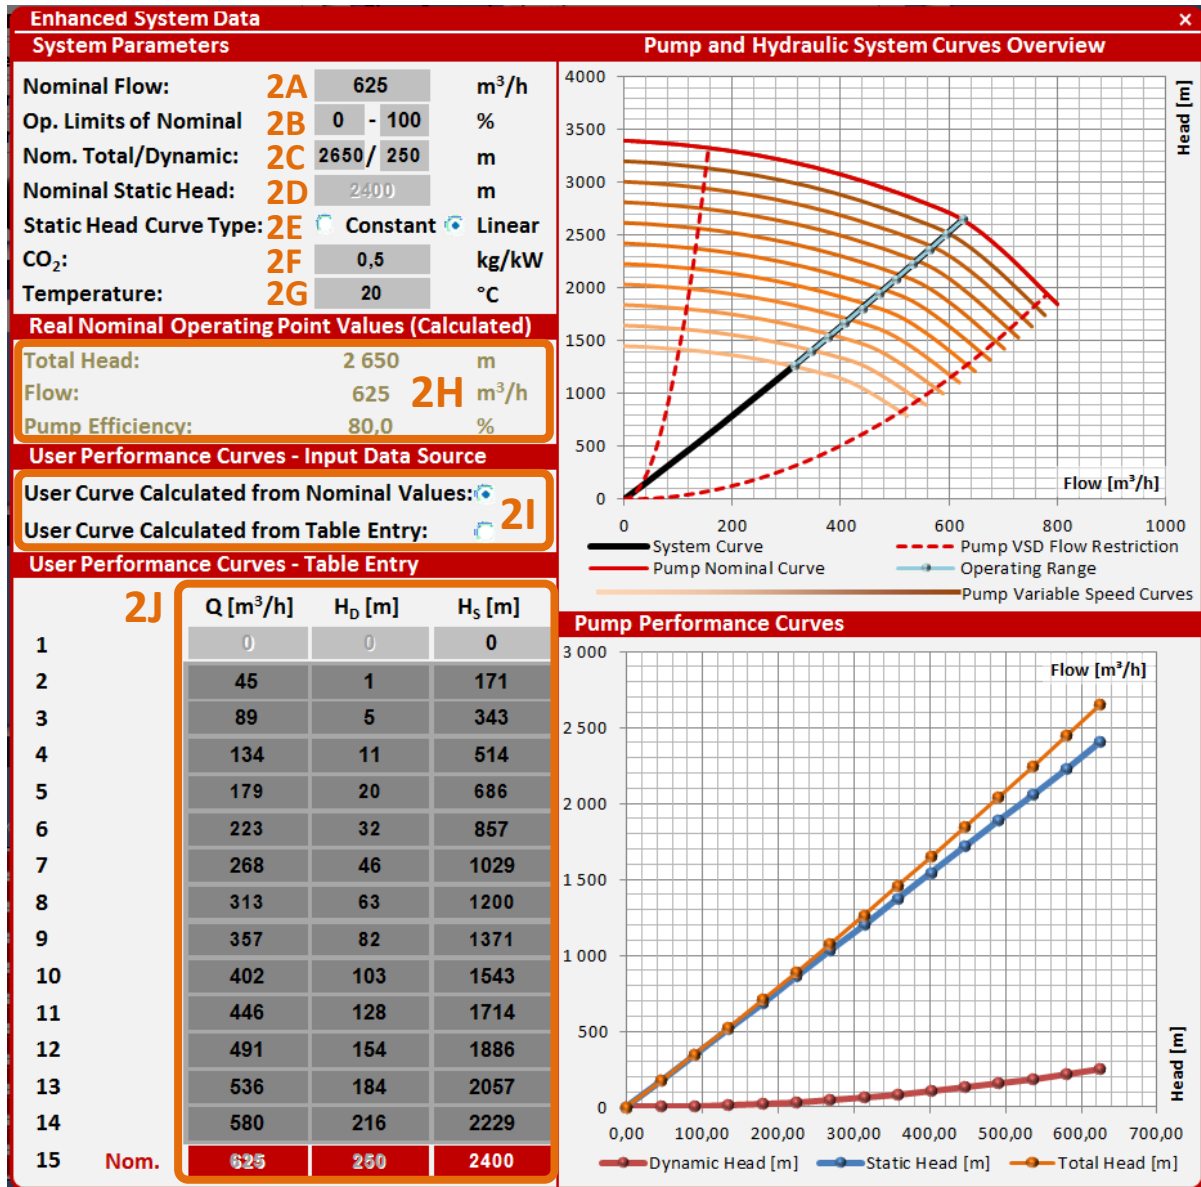 Enhanced System Data x
System Parameters
Nominal Flow: 2A 625 m³/h
Op. Limits of Nominal 2B 0 - 100 %
Nom. Total/Dynamic: 2C 2650/ 250 m
Nominal Static Head: 2D 2400 m
Static Head Curve Type: 2E Constant Linear
CO₂: 2F 0,5 kg/kW
Temperature: 2G 20 °C
Real Nominal Operating Point Values (Calculated)
Total Head: 2 650 m
Flow: 625 2H m³/h
Pump Efficiency: 80,0 %
User Performance Curves - Input Data Source
User Curve Calculated from Nominal Values:
2I
User Curve Calculated from Table Entry:
User Performance Curves - Table Entry
2J Q [m³/h] H_D [m] H_S [m]
1 0 0 0
2 45 1 171
3 89 5 343
4 134 11 514
5 179 20 686
6 223 32 857
7 268 46 1029
8 313 63 1200
9 357 82 1371
10 402 103 1543
11 446 128 1714
12 491 154 1886
13 536 184 2057
14 580 216 2229
15 Nom. 625 250 2400
Pump and Hydraulic System Curves Overview
4000
3500
3000
2500
2000
1500
1000
500
0
Head [m]
Flow [m³/h]
0 200 400 600 800 1000
System Curve Pump VSD Flow Restriction
Pump Nominal Curve Operating Range
Pump Variable Speed Curves
Pump Performance Curves
3 000
2 500
2 000
1 500
1 000
500
0
Flow [m³/h]
Head [m]
0,00 100,00 200,00 300,00 400,00 500,00 600,00 700,00
Dynamic Head [m] Static Head [m] Total Head [m]